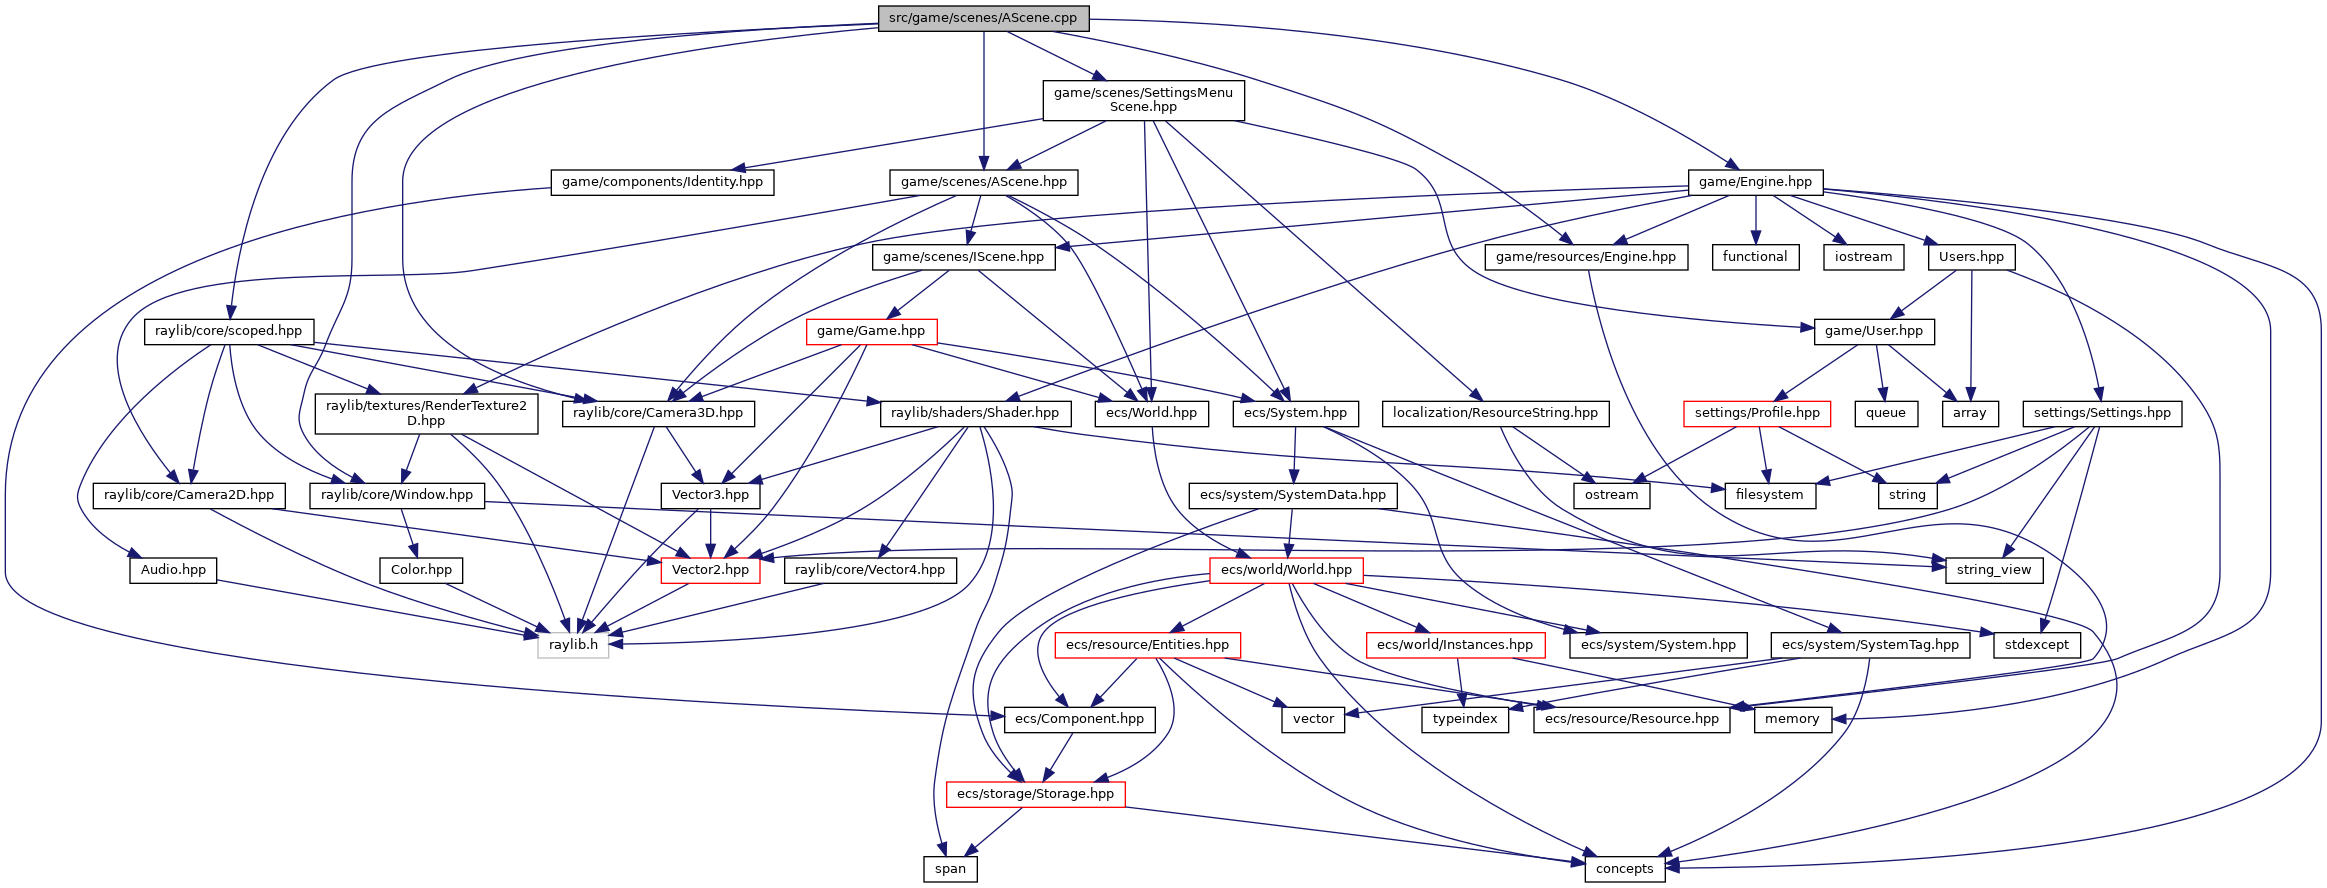 src/game/scenes/AScene.cpp
game/scenes/SettingsMenu
Scene.hpp
game/components/Identity.hpp
game/scenes/AScene.hpp
game/Engine.hpp
game/scenes/IScene.hpp
game/resources/Engine.hpp
functional
iostream
Users.hpp
raylib/core/scoped.hpp
game/Game.hpp
game/User.hpp
raylib/textures/RenderTexture2
D.hpp
raylib/core/Camera3D.hpp
raylib/shaders/Shader.hpp
ecs/World.hpp
ecs/System.hpp
localization/ResourceString.hpp
settings/Profile.hpp
queue
array
settings/Settings.hpp
raylib/core/Camera2D.hpp
raylib/core/Window.hpp
Vector3.hpp
ecs/system/SystemData.hpp
ostream
filesystem
string
Audio.hpp
Color.hpp
Vector2.hpp
raylib/core/Vector4.hpp
ecs/world/World.hpp
string_view
raylib.h
ecs/resource/Entities.hpp
ecs/world/Instances.hpp
ecs/system/System.hpp
ecs/system/SystemTag.hpp
stdexcept
ecs/Component.hpp
vector
typeindex
ecs/resource/Resource.hpp
memory
ecs/storage/Storage.hpp
span
concepts